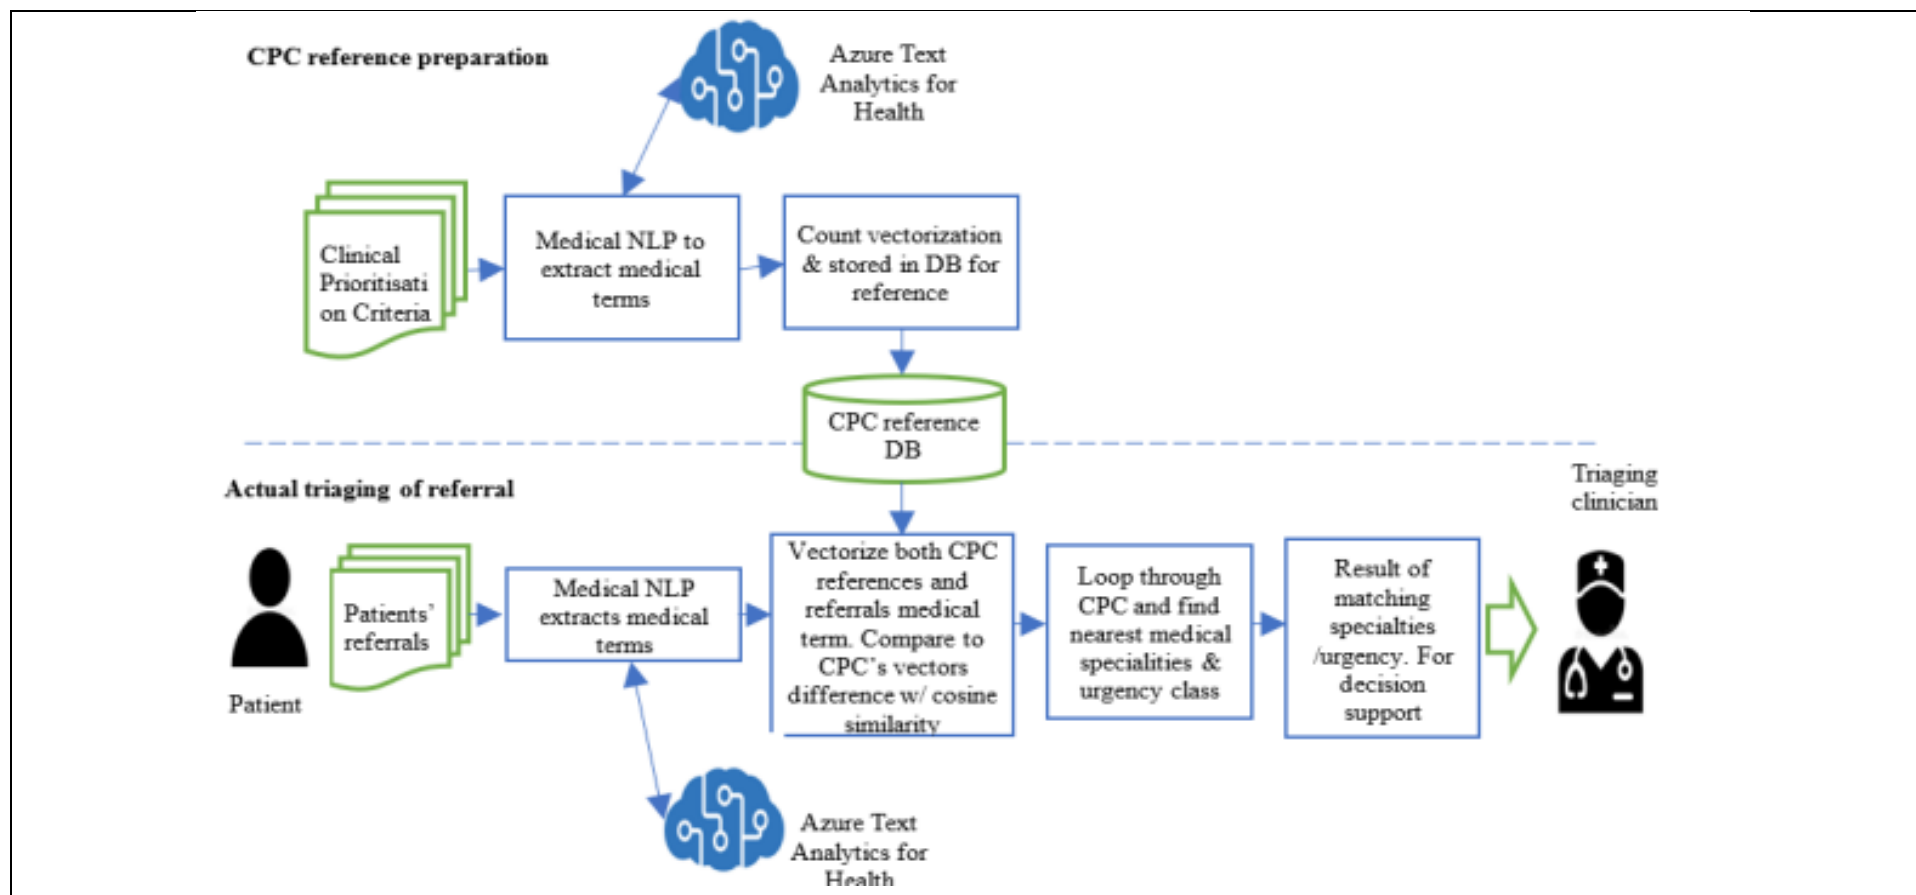 CPC reference preparation
Azure Text
Analytics for
Health
Clinical
Prioritisati
on Criteria
Medical NLP to
extract medical
terms
Count vectorization
& stored in DB for
reference
CPC reference
DB
Actual triaging of referral
Triaging
clinician
Patient
Patients’
referrals
Medical NLP
extracts medical
terms
Vectorize both CPC
references and
referrals medical
term. Compare to
CPC’s vectors
difference w/ cosine
similarity
Loop through
CPC and find
nearest medical
specialities &
urgency class
Result of
matching
specialties
/urgency. For
decision
support
Azure Text
Analytics for
Health